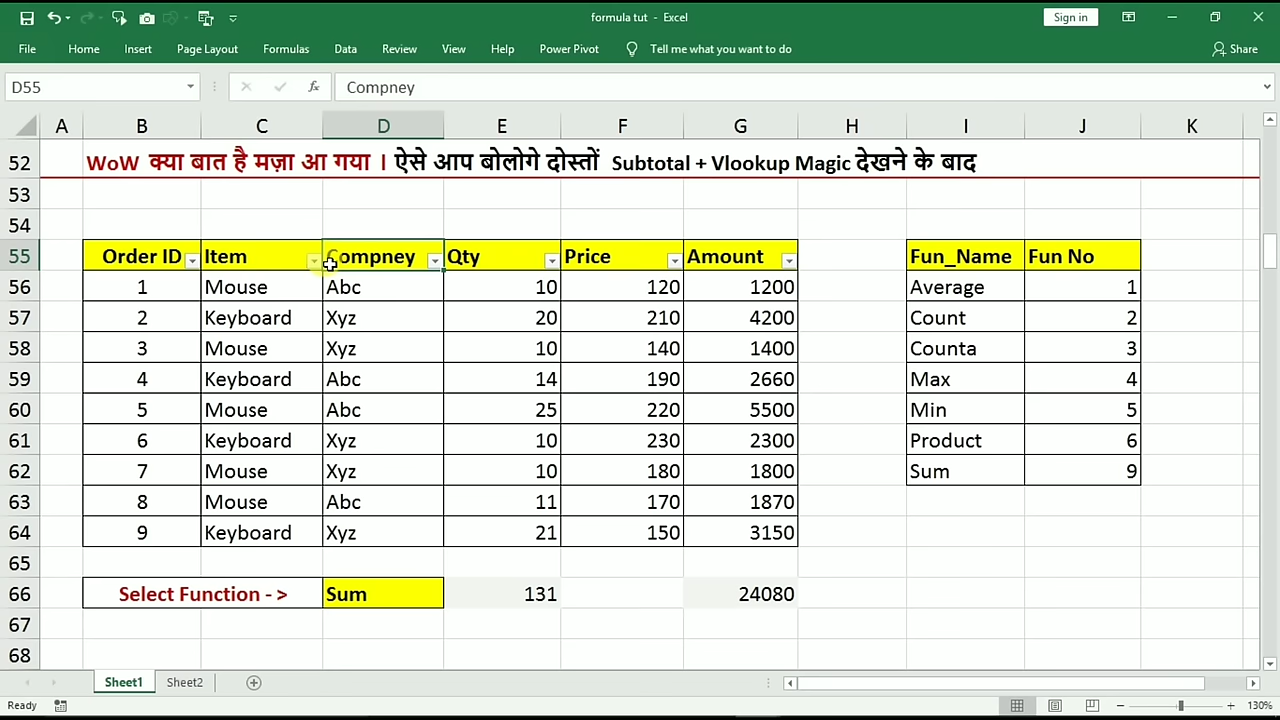 formula tut - Excel
Sign in
File Home Insert Page Layout Formulas Data Review View Help Power Pivot Tell me what you want to do Share
D55 fx Compney
A B C D E F G H I J K
52 WoW क्या बात है मज़ा आ गया । ऐसे आप बोलोगे दोस्तों Subtotal + Vlookup Magic देखने के बाद
53
54
55 Order ID Item Compney Qty Price Amount Fun_Name Fun No
56 1 Mouse Abc 10 120 1200 Average 1
57 2 Keyboard Xyz 20 210 4200 Count 2
58 3 Mouse Xyz 10 140 1400 Counta 3
59 4 Keyboard Abc 14 190 2660 Max 4
60 5 Mouse Abc 25 220 5500 Min 5
61 6 Keyboard Xyz 10 230 2300 Product 6
62 7 Mouse Xyz 10 180 1800 Sum 9
63 8 Mouse Abc 11 170 1870
64 9 Keyboard Xyz 21 150 3150
65
66 Select Function - > Sum 131 24080
67
68
Sheet1 Sheet2
Ready 130%